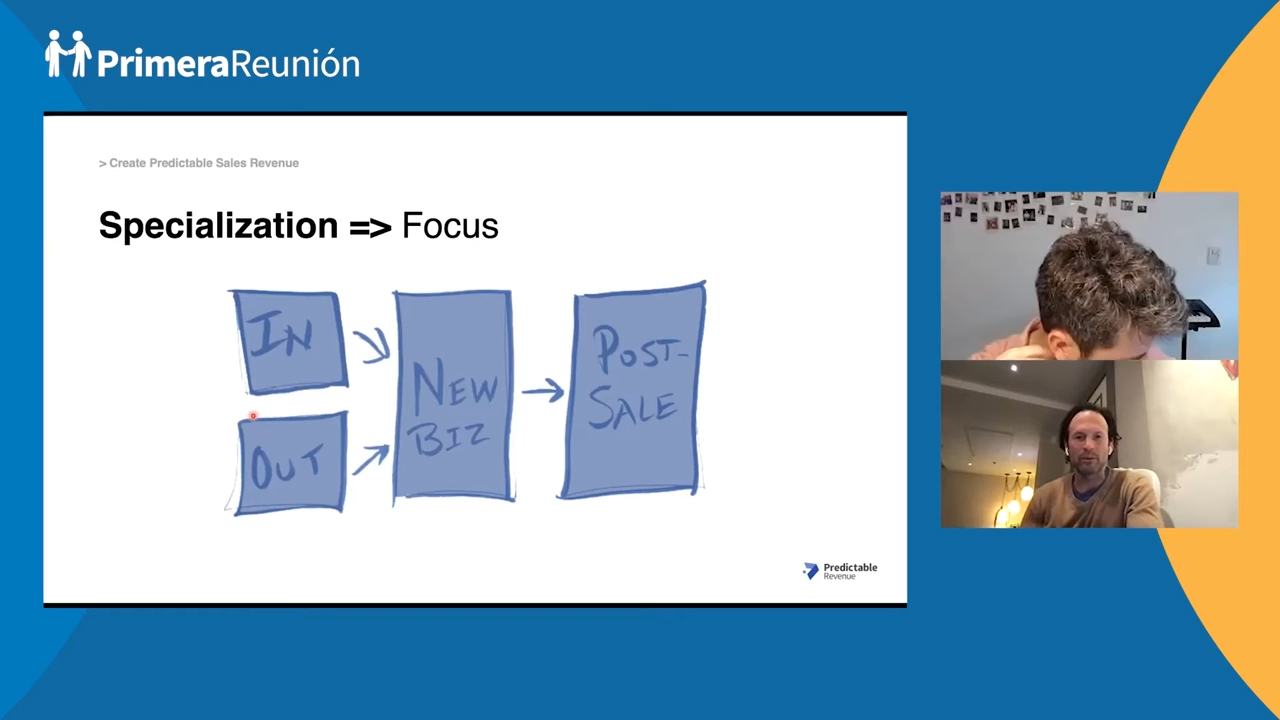 PrimeraReunión
> Create Predictable Sales Revenue
Specialization => Focus
IN
OUT
NEW
BIZ
POST-
SALE
Predictable
Revenue